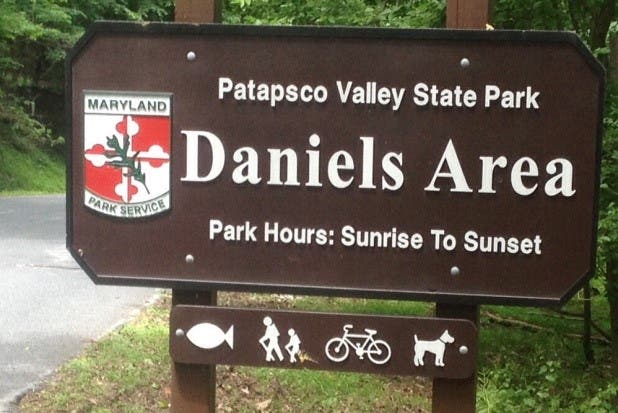 Patapsco Valley State Park
MARYLAND
PARK SERVICE
Daniels Area
Park Hours: Sunrise To Sunset